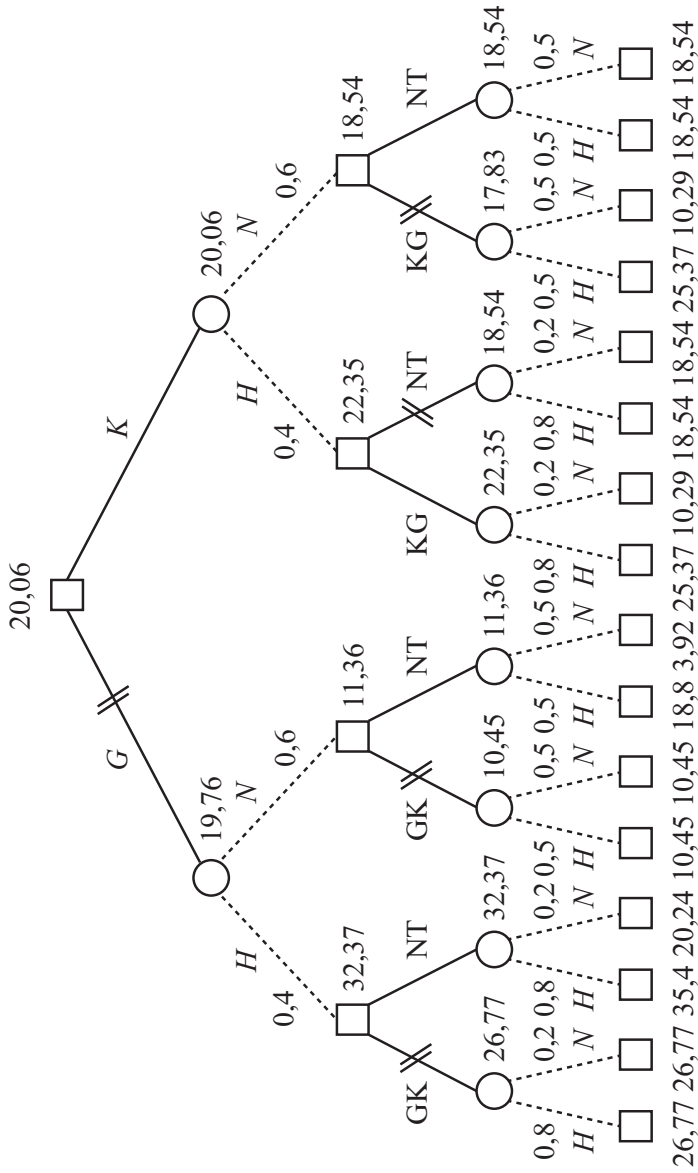 20,06
G K
19,76 20,06
H N H N
0,4 0,6 0,4 0,6
32,37 11,36 22,35 18,54
GK NT GK NT KG NT KG NT
26,77 32,37 10,45 11,36 22,35 18,54 17,83 18,54
0,8 0,2 0,8 0,2 0,5 0,5 0,5 0,5 0,8 0,2 0,8 0,2 0,5 0,5 0,5 0,5
H N H N H N H N H N H N H N H N
26,77 26,77 35,4 20,24 10,45 10,45 18,8 3,92 25,37 10,29 18,54 18,54 25,37 10,29 18,54 18,54